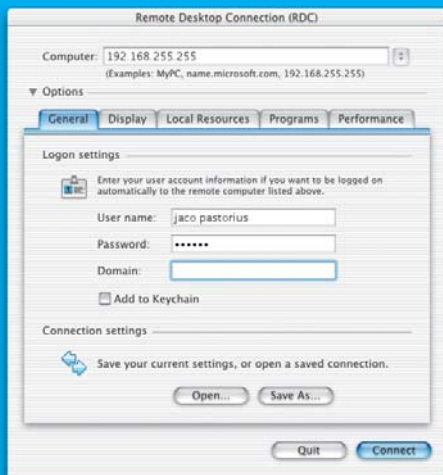 Remote Desktop Connection (RDC)
Computer: 192.168.255.255
(Examples: MyPC, name.microsoft.com, 192.168.255.255)
Options
General Display Local Resources Programs Performance
Logon settings
Enter your user account information if you want to be logged on
automatically to the remote computer listed above.
User name: jaco pastorius
Password: ••••••
Domain:
Add to Keychain
Connection settings
Save your current settings, or open a saved connection.
Open... Save As...
Quit Connect